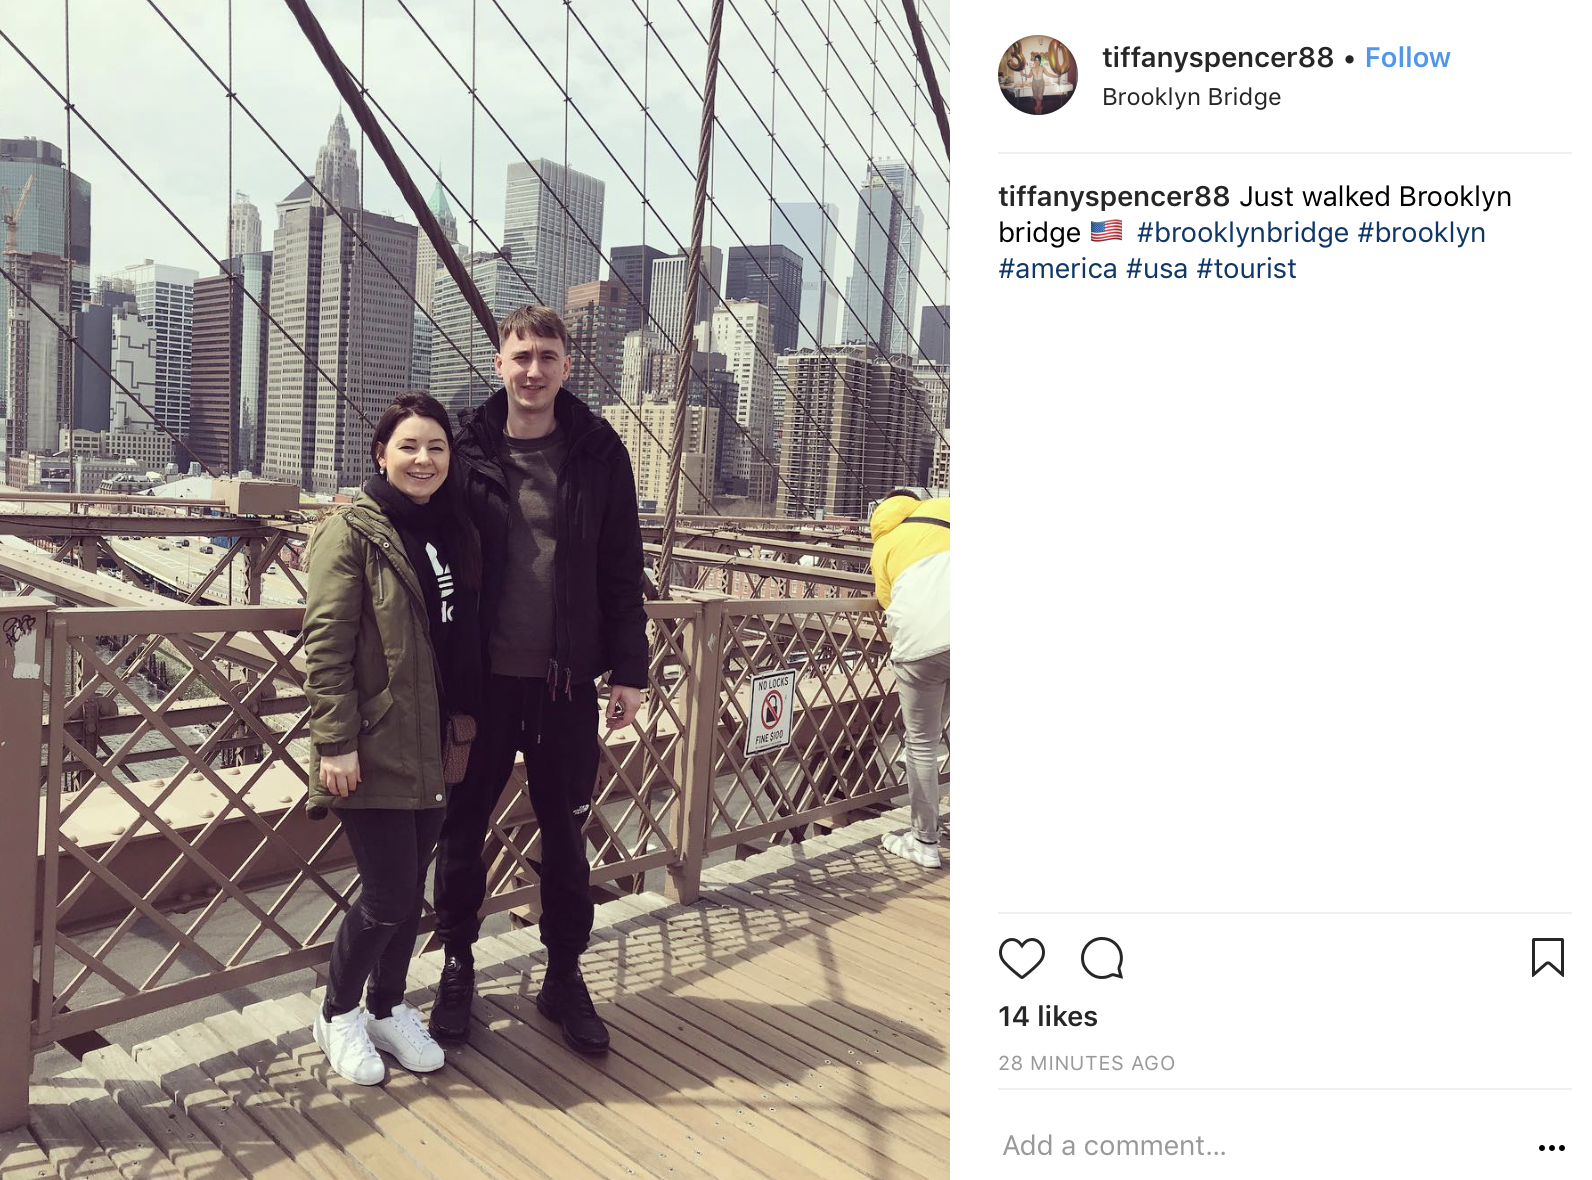 tiffanyspencer88 • Follow
Brooklyn Bridge
tiffanyspencer88 Just walked Brooklyn
bridge 🇺🇸 #brooklynbridge #brooklyn
#america #usa #tourist
NO LOCKS
FINE $100
14 likes
28 MINUTES AGO
Add a comment...